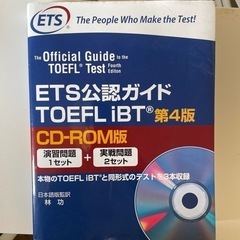 ETS
The People Who Make the Test!
The Official Guide to the
TOEFL® Test Fourth Edition
ETS公認ガイド
TOEFL iBT® 第4版
CD-ROM版
演習問題 1セット + 実戦問題 2セット
本物のTOEFL iBT®と同形式のテストを3本収録
日本語版監訳
林 功